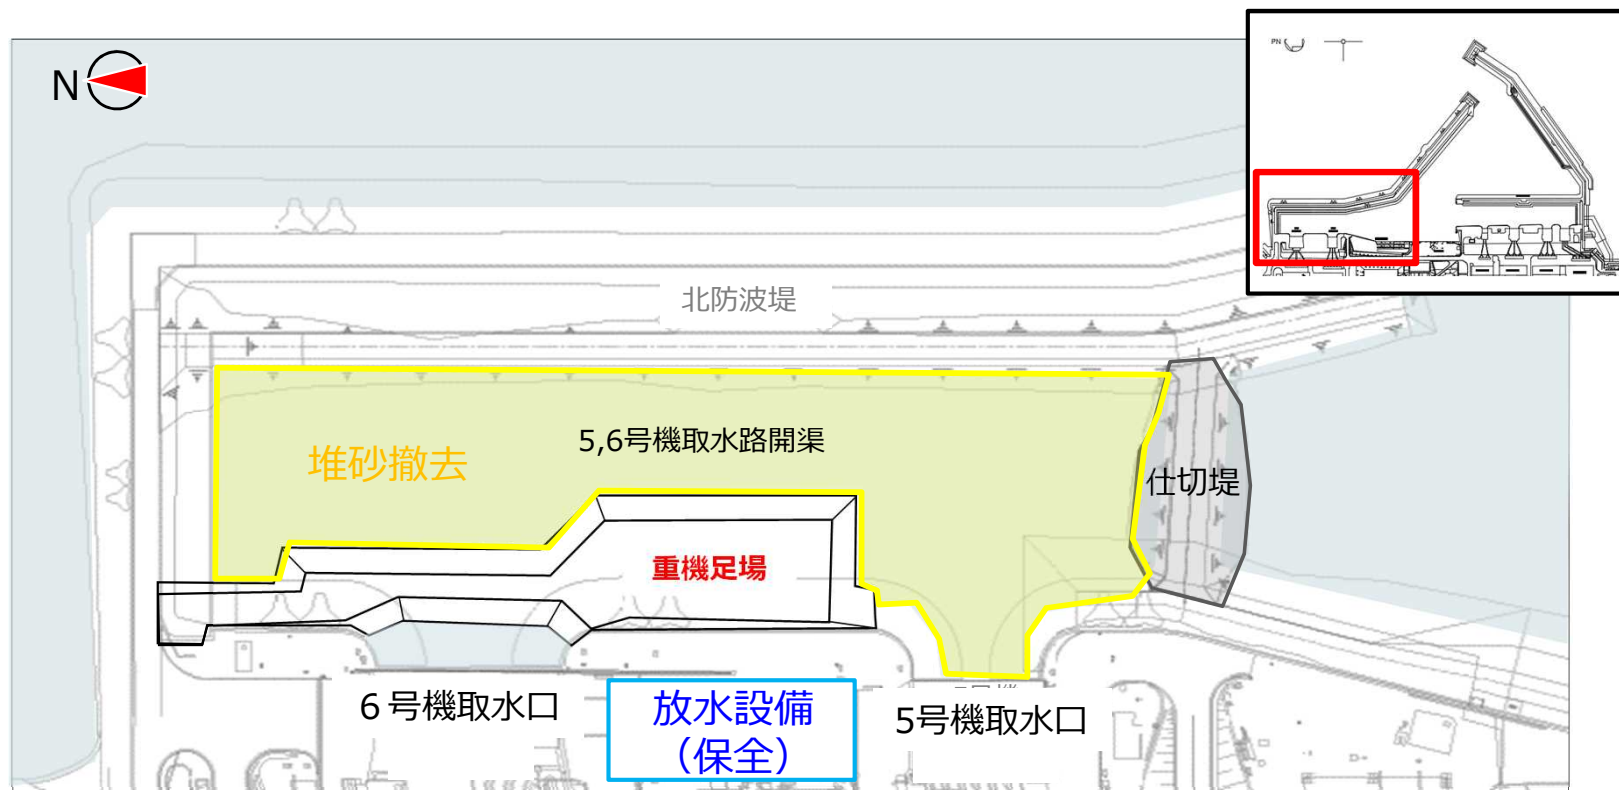 N
PN
北防波堤
堆砂撤去
5,6号機取水路開渠
仕切堤
重機足場
6号機取水口
放水設備
（保全）
5号機取水口